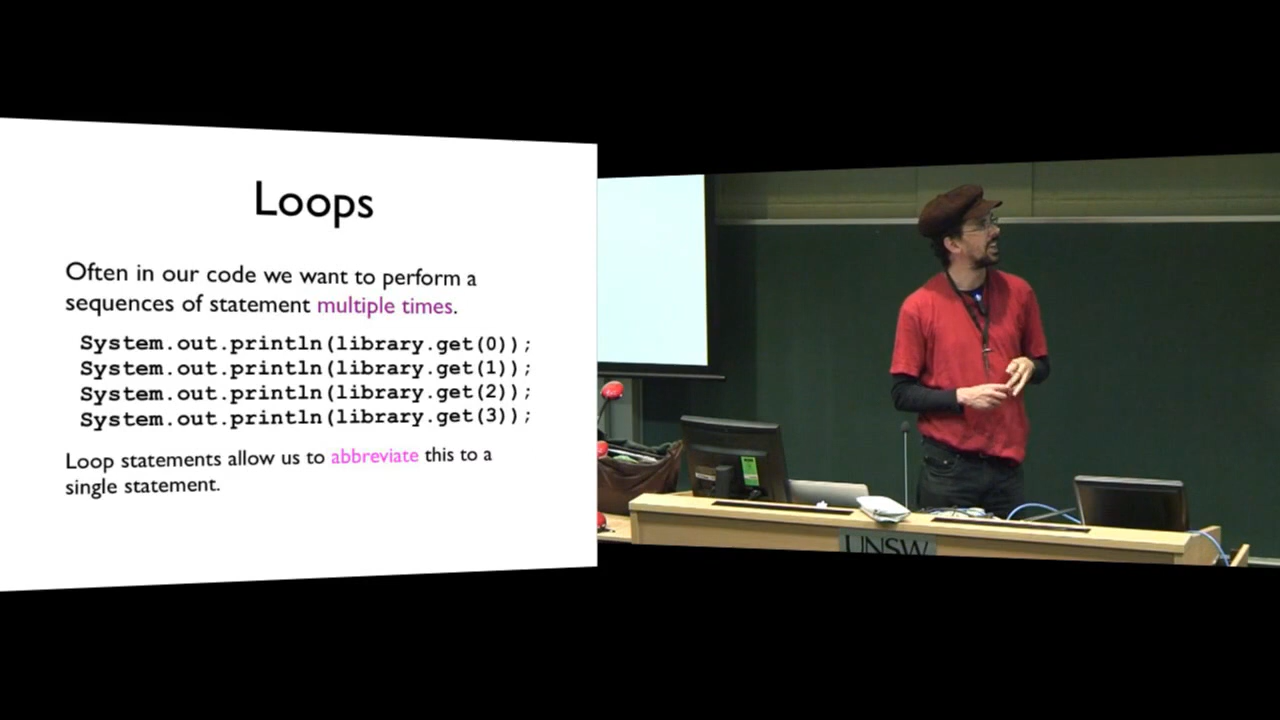 Loops
Often in our code we want to perform a
sequences of statement multiple times.
System.out.println(library.get(0));
System.out.println(library.get(1));
System.out.println(library.get(2));
System.out.println(library.get(3));
Loop statements allow us to abbreviate this to a
single statement.
UNSW